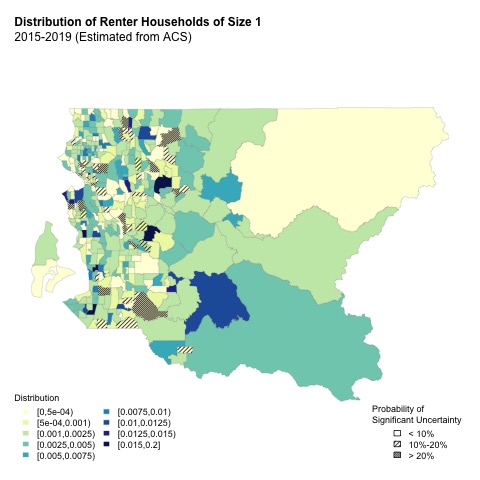 Distribution of Renter Households of Size 1
2015-2019 (Estimated from ACS)
Distribution
[0,5e-04)
[5e-04,0.001)
[0.001,0.0025)
[0.0025,0.005)
[0.005,0.0075)
[0.0075,0.01)
[0.01,0.0125)
[0.0125,0.015)
[0.015,0.2]
Probability of
Significant Uncertainty
< 10%
10%-20%
> 20%